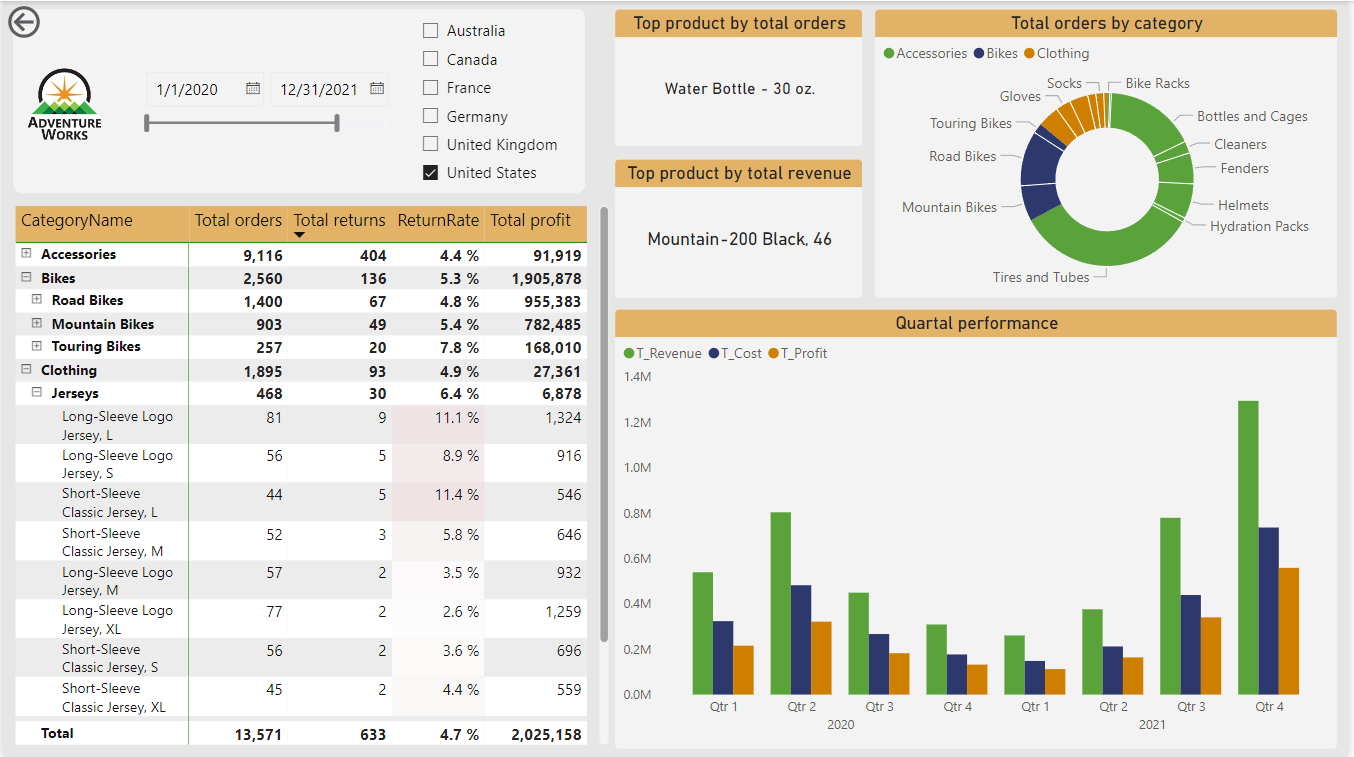 ADVENTURE
WORKS
1/1/2020
12/31/2021
Australia
Canada
France
Germany
United Kingdom
United States
Top product by total orders
Water Bottle - 30 oz.
Top product by total revenue
Mountain-200 Black, 46
Total orders by category
Accessories Bikes Clothing
Socks
Bike Racks
Gloves
Bottles and Cages
Touring Bikes
Cleaners
Road Bikes
Fenders
Mountain Bikes
Helmets
Hydration Packs
Tires and Tubes
CategoryName Total orders Total returns ReturnRate Total profit
Accessories 9,116 404 4.4 % 91,919
Bikes 2,560 136 5.3 % 1,905,878
Road Bikes 1,400 67 4.8 % 955,383
Mountain Bikes 903 49 5.4 % 782,485
Touring Bikes 257 20 7.8 % 168,010
Clothing 1,895 93 4.9 % 27,361
Jerseys 468 30 6.4 % 6,878
Long-Sleeve Logo 81 9 11.1 % 1,324
Jersey, L
Long-Sleeve Logo 56 5 8.9 % 916
Jersey, S
Short-Sleeve 44 5 11.4 % 546
Classic Jersey, L
Short-Sleeve 52 3 5.8 % 646
Classic Jersey, M
Long-Sleeve Logo 57 2 3.5 % 932
Jersey, M
Long-Sleeve Logo 77 2 2.6 % 1,259
Jersey, XL
Short-Sleeve 56 2 3.6 % 696
Classic Jersey, S
Short-Sleeve 45 2 4.4 % 559
Classic Jersey, XL
Total 13,571 633 4.7 % 2,025,158
Quartal performance
T_Revenue T_Cost T_Profit
1.4M
1.2M
1.0M
0.8M
0.6M
0.4M
0.2M
0.0M
Qtr 1 Qtr 2 Qtr 3 Qtr 4 Qtr 1 Qtr 2 Qtr 3 Qtr 4
2020 2021